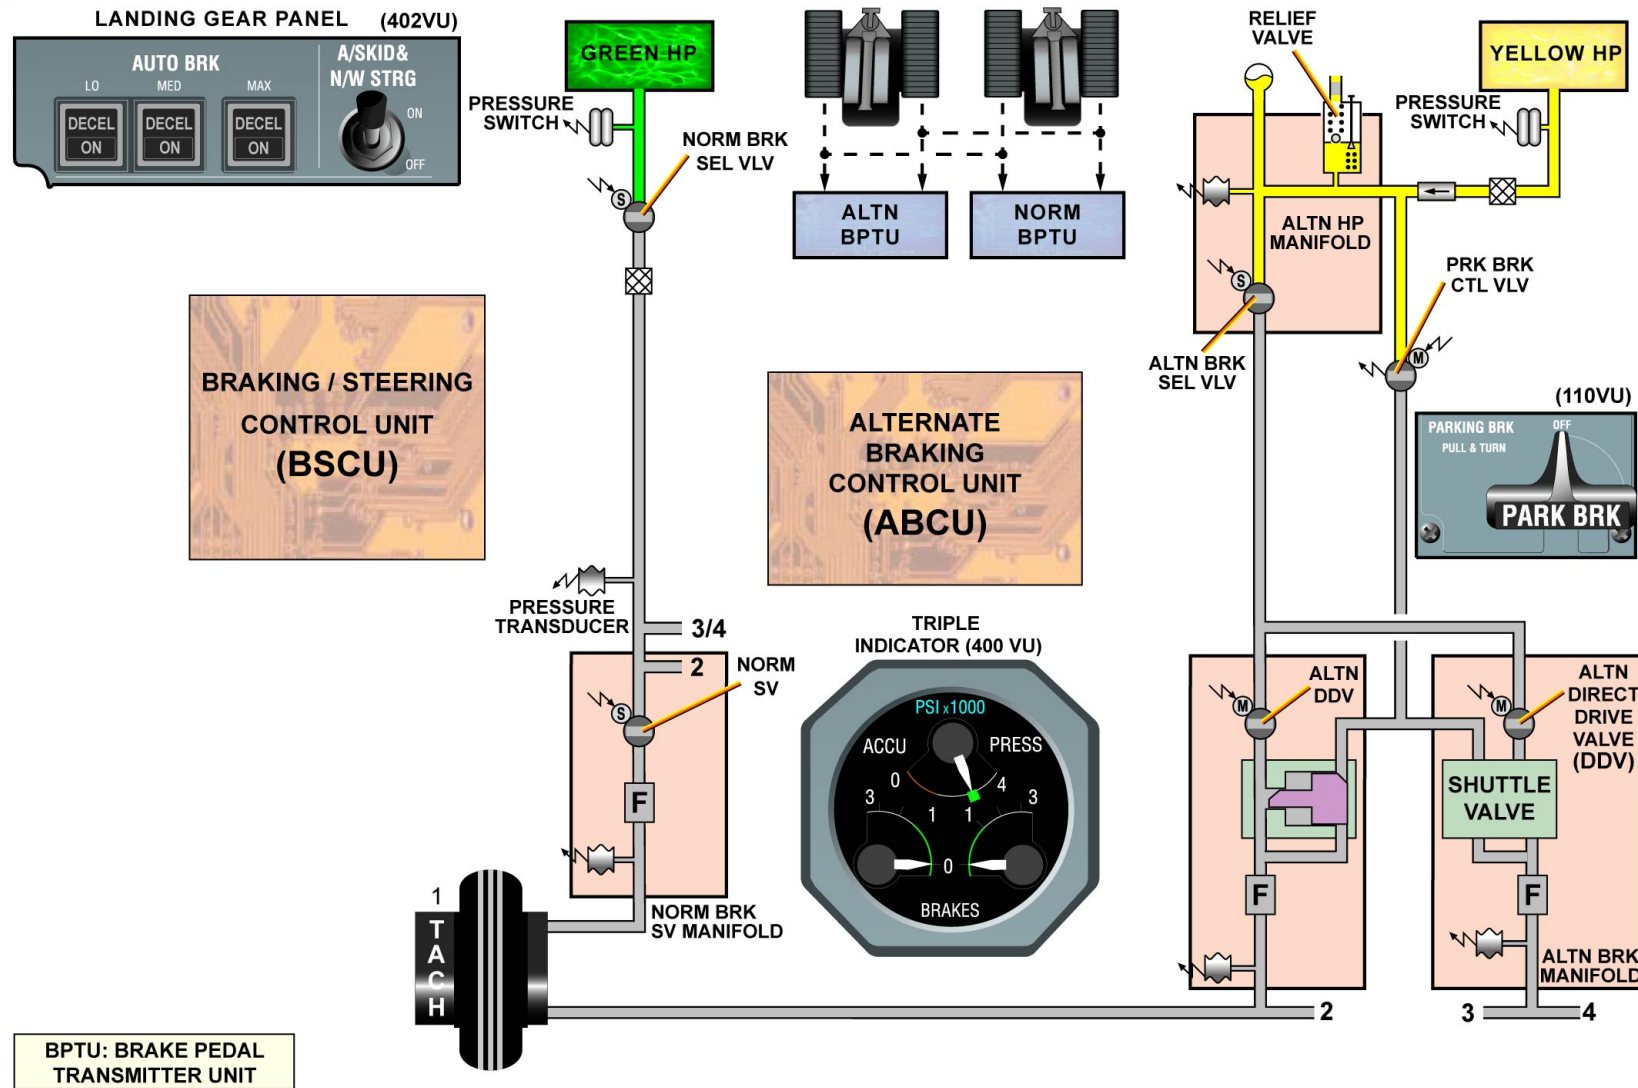 LANDING GEAR PANEL
(402VU)
AUTO BRK
LO
MED
MAX
DECEL
ON
DECEL
ON
DECEL
ON
A/SKID&
N/W STRG
ON
OFF
GREEN HP
PRESSURE
SWITCH
NORM BRK
SEL VLV
S
ALTN
BPTU
NORM
BPTU
RELIEF
VALVE
YELLOW HP
PRESSURE
SWITCH
ALTN HP
MANIFOLD
S
ALTN BRK
SEL VLV
PRK BRK
CTL VLV
M
(110VU)
PARKING BRK
PULL & TURN
OFF
PARK BRK
BRAKING / STEERING
CONTROL UNIT
(BSCU)
ALTERNATE
BRAKING
CONTROL UNIT
(ABCU)
PRESSURE
TRANSDUCER
3/4
2
NORM
SV
S
F
NORM BRK
SV MANIFOLD
1
TACH
TRIPLE
INDICATOR (400 VU)
PSI x1000
ACCU
PRESS
0
4
3
1
1
3
0
BRAKES
ALTN
DDV
M
F
2
ALTN
DIRECT
DRIVE
VALVE
(DDV)
M
SHUTTLE
VALVE
F
ALTN BRK
MANIFOLD
3
4
BPTU: BRAKE PEDAL
TRANSMITTER UNIT